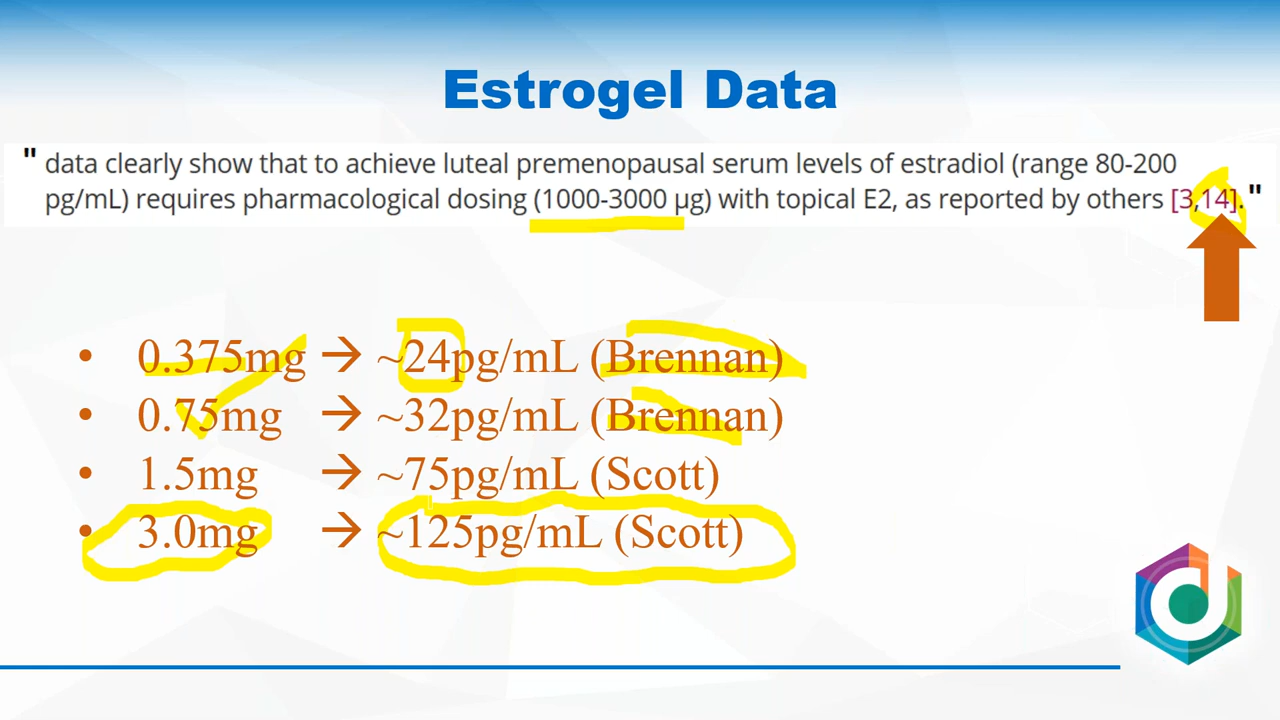 Estrogel Data
" data clearly show that to achieve luteal premenopausal serum levels of estradiol (range 80-200
pg/mL) requires pharmacological dosing (1000-3000 µg) with topical E2, as reported by others [3,14]. "
• 0.375mg → ~24pg/mL (Brennan)
• 0.75mg → ~32pg/mL (Brennan)
• 1.5mg → ~75pg/mL (Scott)
• 3.0mg → ~125pg/mL (Scott)